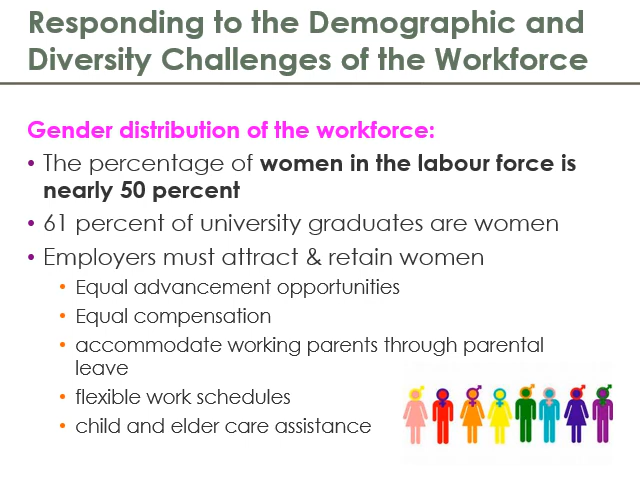 Responding to the Demographic and
Diversity Challenges of the Workforce
Gender distribution of the workforce:
• The percentage of women in the labour force is
nearly 50 percent
• 61 percent of university graduates are women
• Employers must attract & retain women
• Equal advancement opportunities
• Equal compensation
• accommodate working parents through parental
leave
• flexible work schedules
• child and elder care assistance